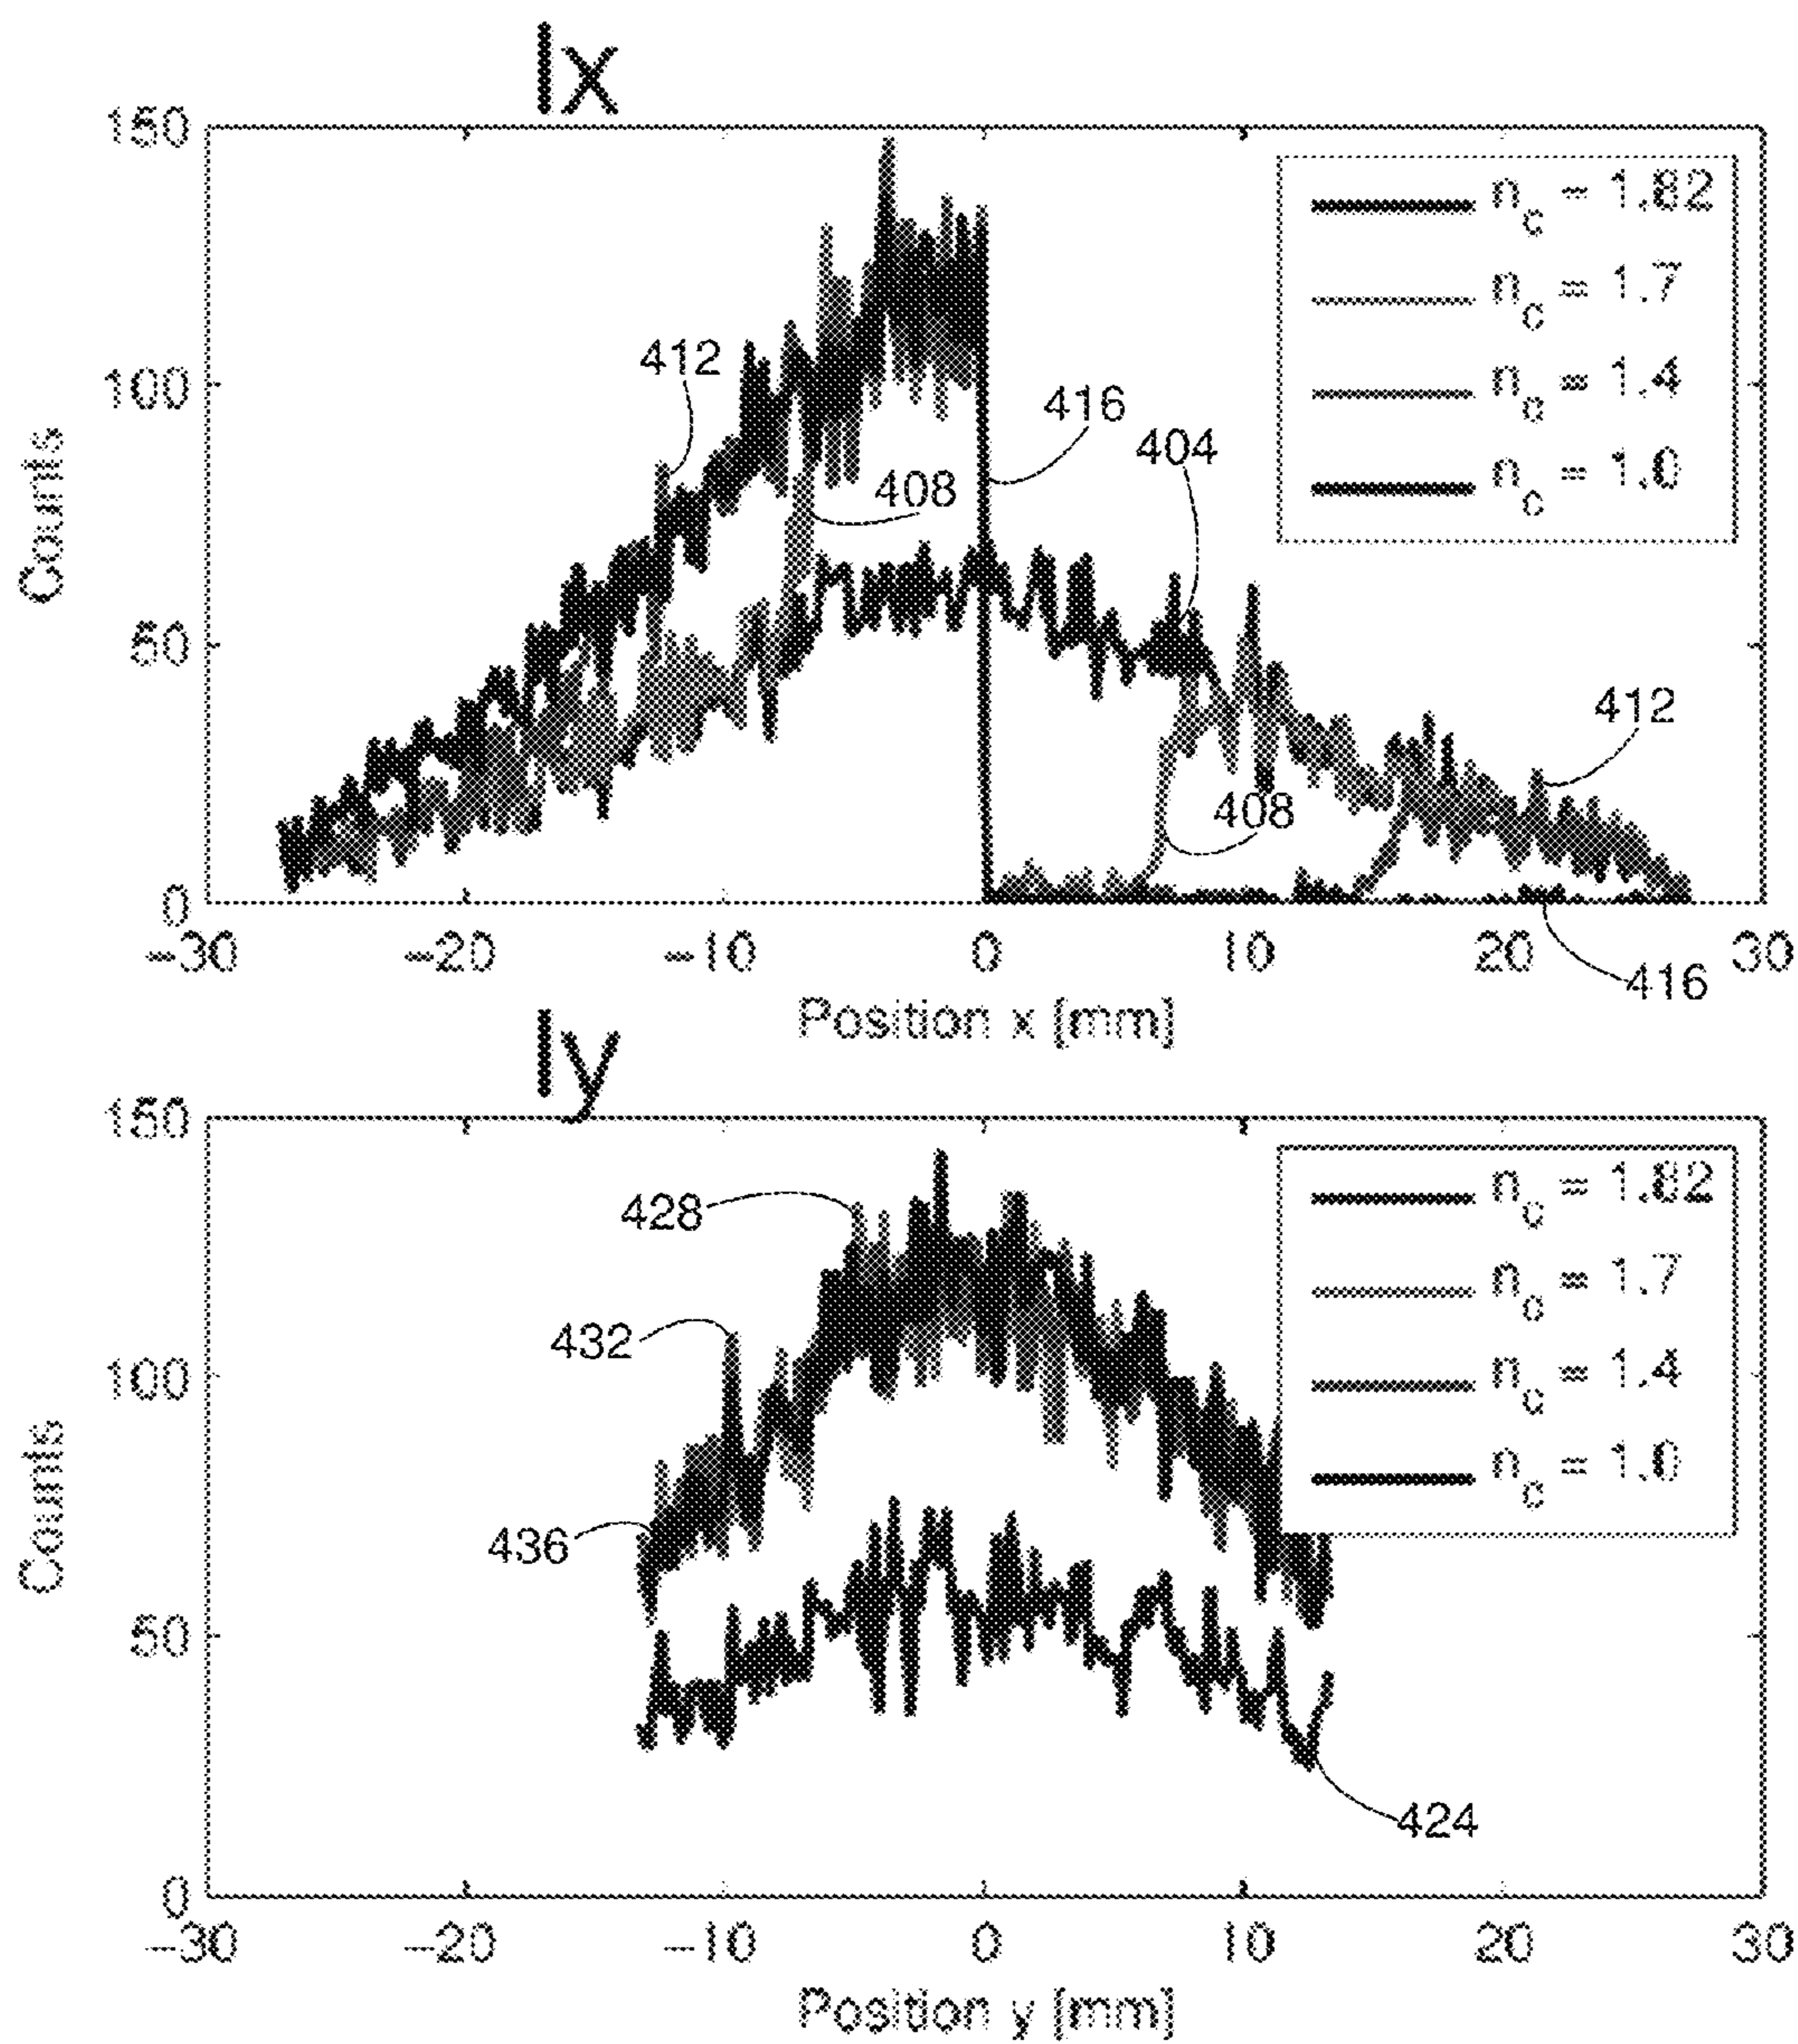 Ix
150
100
50
0
Counts
-30 -20 -10 0 10 20 30
Position x [mm]
n_c = 1.82
n_c = 1.7
n_c = 1.4
n_c = 1.0
412
416
404
408
412
408
416
Iy
150
100
50
0
Counts
-30 -20 -10 0 10 20 30
Position y [mm]
n_c = 1.82
n_c = 1.7
n_c = 1.4
n_c = 1.0
428
432
436
424